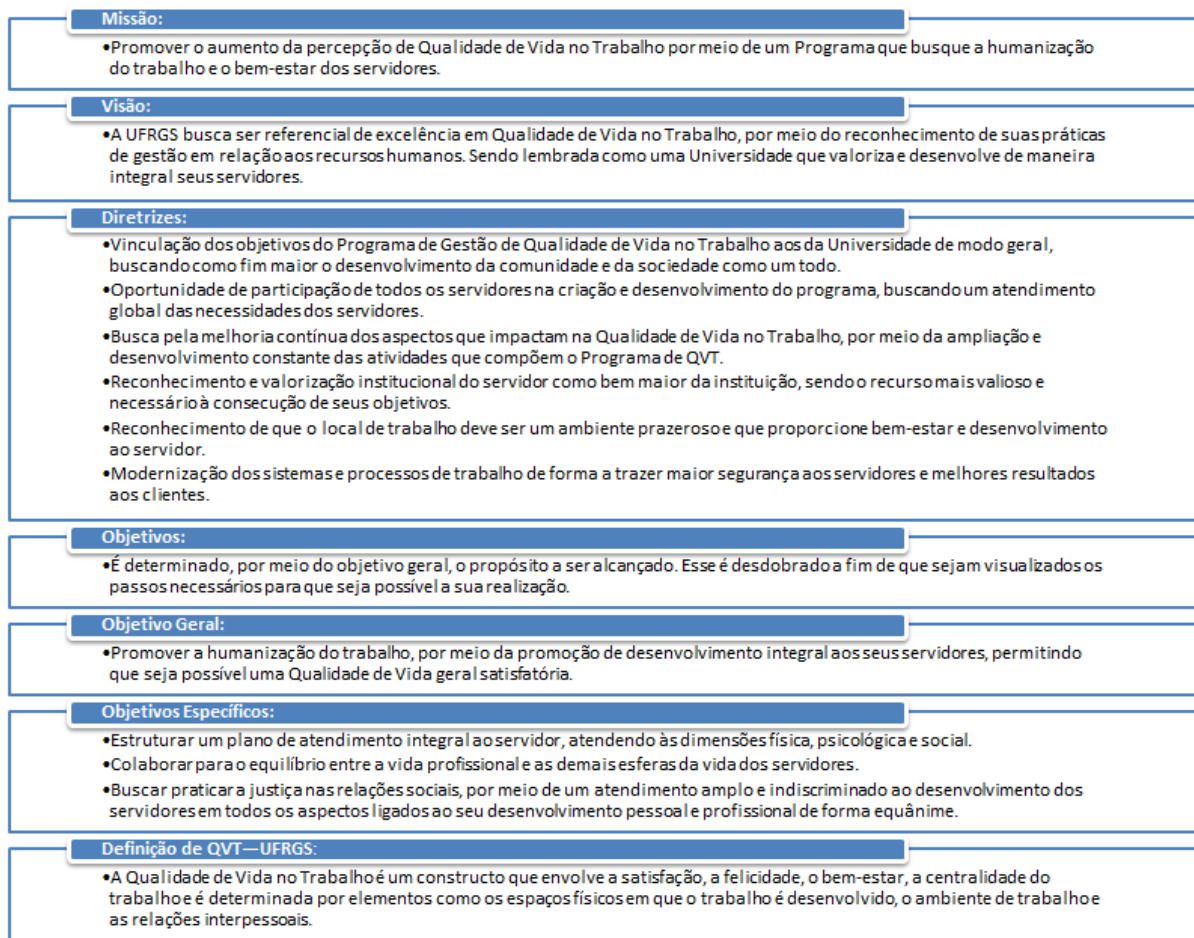 Missão:
•Promover o aumento da percepção de Qualidade de Vida no Trabalho por meio de um Programa que busque a humanização
do trabalho e o bem-estar dos servidores.
Visão:
•A UFRGS busca ser referencial de excelência em Qualidade de Vida no Trabalho, por meio do reconhecimento de suas práticas
de gestão em relação aos recursos humanos. Sendo lembrada como uma Universidade que valoriza e desenvolve de maneira
integral seus servidores.
Diretrizes:
•Vinculação dos objetivos do Programa de Gestão de Qualidade de Vida no Trabalho aos da Universidade de modo geral,
buscando como fim maior o desenvolvimento da comunidade e da sociedade como um todo.
•Oportunidade de participação de todos os servidores na criação e desenvolvimento do programa, buscando um atendimento
global das necessidades dos servidores.
•Busca pela melhoria contínua dos aspectos que impactam na Qualidade de Vida no Trabalho, por meio da ampliação e
desenvolvimento constante das atividades que compõem o Programa de QVT.
•Reconhecimento e valorização institucional do servidor como bem maior da instituição, sendo o recurso mais valioso e
necessário à consecução de seus objetivos.
•Reconhecimento de que o local de trabalho deve ser um ambiente prazeroso e que proporcione bem-estar e desenvolvimento
ao servidor.
•Modernização dos sistemas e processos de trabalho de forma a trazer maior segurança aos servidores e melhores resultados
aos clientes.
Objetivos:
•É determinado, por meio do objetivo geral, o propósito a ser alcançado. Esse é desdobrado a fim de que sejam visualizados os
passos necessários para que seja possível a sua realização.
Objetivo Geral:
•Promover a humanização do trabalho, por meio da promoção de desenvolvimento integral aos seus servidores, permitindo
que seja possível uma Qualidade de Vida geral satisfatória.
Objetivos Específicos:
•Estruturar um plano de atendimento integral ao servidor, atendendo às dimensões física, psicológica e social.
•Colaborar para o equilíbrio entre a vida profissional e as demais esferas da vida dos servidores.
•Buscar praticar a justiça nas relações sociais, por meio de um atendimento amplo e indiscriminado ao desenvolvimento dos
servidores em todos os aspectos ligados ao seu desenvolvimento pessoal e profissional de forma equânime.
Definição de QVT—UFRGS:
•A Qualidade de Vida no Trabalho é um constructo que envolve a satisfação, a felicidade, o bem-estar, a centralidade do
trabalho e é determinada por elementos como os espaços físicos em que o trabalho é desenvolvido, o ambiente de trabalho e
as relações interpessoais.